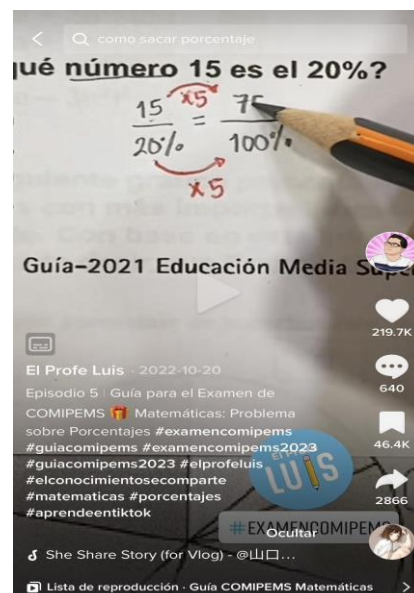 como sacar porcentaje
qué número 15 es el 20%?
15 x5 = 75
20% 100%
x5
Guía–2021 Educación Media Supe
219.7K
El Profe Luis · 2022-10-20
640
Episodio 5 | Guía para el Examen de
COMIPEMS Matemáticas: Problema
sobre Porcentajes #examencomipems
46.4K
#guiacomipems #examencomipems2023
#guiacomipems2023 #elprofeluis
LUIS
#elconocimientosecomparte
#matematicas #porcentajes
2866
#aprendeentiktok
#EXAMENCOMIPEMS
Ocultar
She Share Story (for Vlog) - @山口...
Lista de reproducción · Guía COMIPEMS Matemáticas